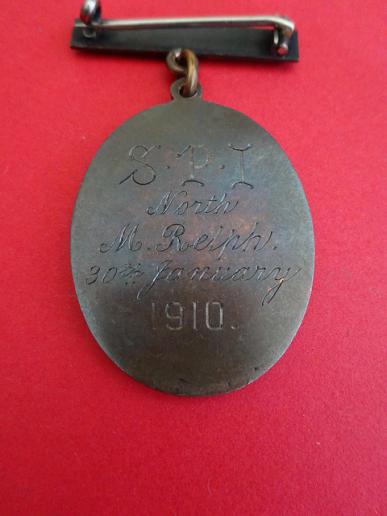 S.P.I
North
M. Relph.
30th January
1910.